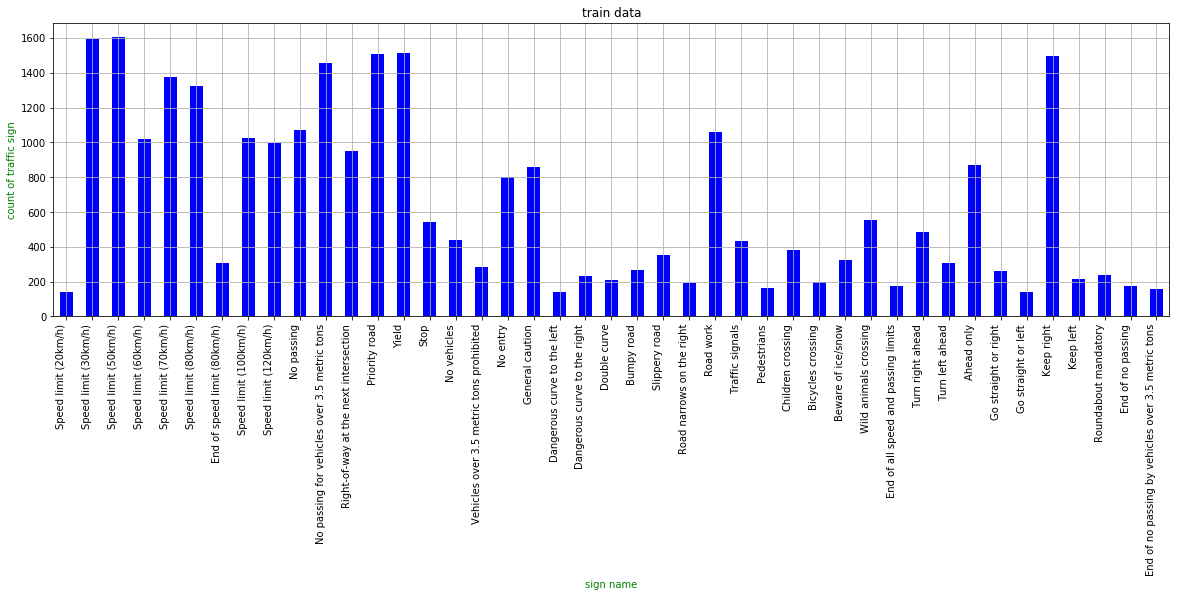 train data
1600
1400
1200
1000
800
600
400
200
0
count of traffic sign
Speed limit (20km/h)
Speed limit (30km/h)
Speed limit (50km/h)
Speed limit (60km/h)
Speed limit (70km/h)
Speed limit (80km/h)
End of speed limit (80km/h)
Speed limit (100km/h)
Speed limit (120km/h)
No passing
No passing for vehicles over 3.5 metric tons
Right-of-way at the next intersection
Priority road
Yield
Stop
No vehicles
Vehicles over 3.5 metric tons prohibited
No entry
General caution
Dangerous curve to the left
Dangerous curve to the right
Double curve
Bumpy road
Slippery road
Road narrows on the right
Road work
Traffic signals
Pedestrians
Children crossing
Bicycles crossing
Beware of ice/snow
Wild animals crossing
End of all speed and passing limits
Turn right ahead
Turn left ahead
Ahead only
Go straight or right
Go straight or left
Keep right
Keep left
Roundabout mandatory
End of no passing
End of no passing by vehicles over 3.5 metric tons
sign name